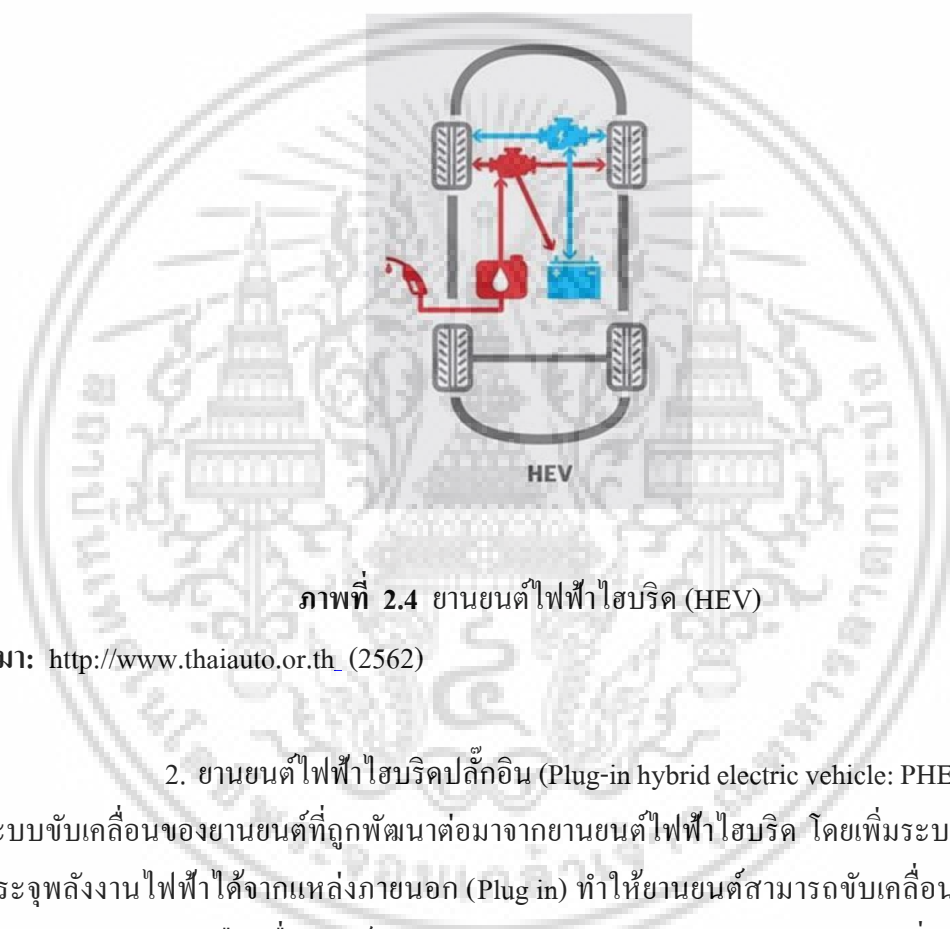 HEV
ภาพที่ 2.4 ยานยนต์ไฟฟ้าไฮบริด (HEV)
มา: http://www.thaiauto.or.th (2562)
2. ยานยนต์ไฟฟ้าไฮบริดปลั๊กอิน (Plug-in hybrid electric vehicle: PHE
ะบบขับเคลื่อนของยานยนต์ที่ถูกพัฒนาต่อมาจากยานยนต์ไฟฟ้าไฮบริด โดยเพิ่มระบ
ระจุพลังงานไฟฟ้าได้จากแหล่งภายนอก (Plug in) ทำให้ยานยนต์สามารถขับเคลื่อน